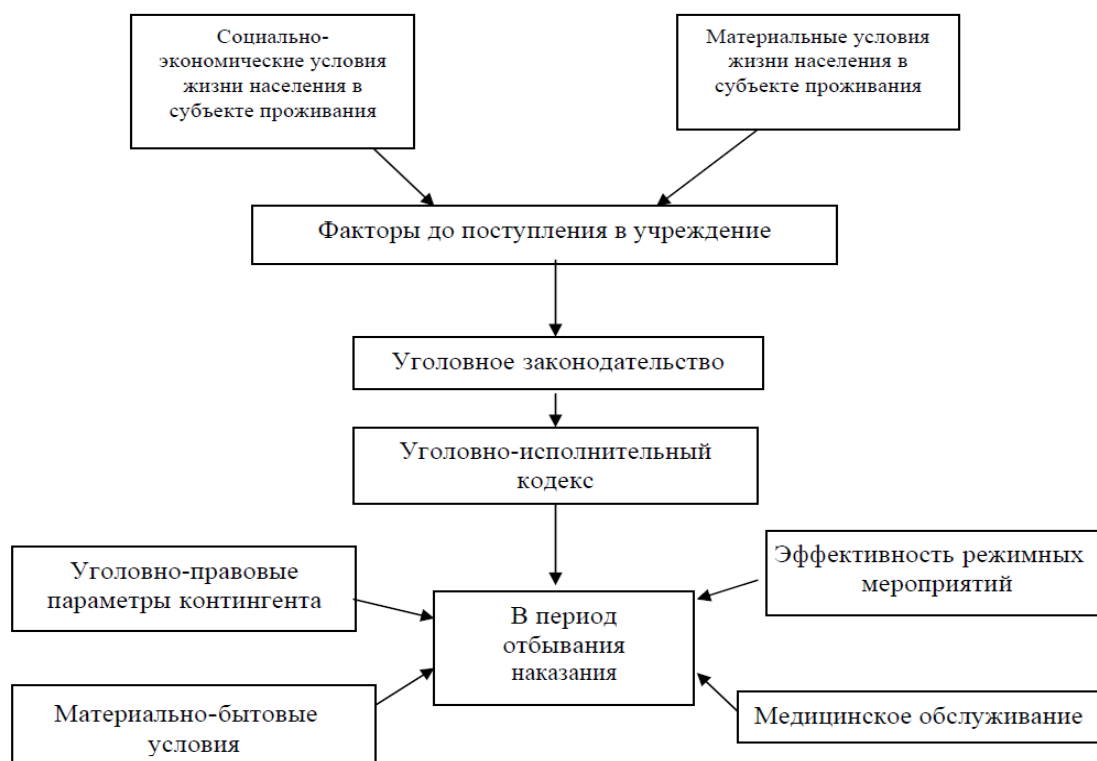 Социально-
экономические условия
жизни населения в
субъекте проживания
Материальные условия
жизни населения в
субъекте проживания
Факторы до поступления в учреждение
Уголовное законодательство
Уголовно-исполнительный
кодекс
Уголовно-правовые
параметры контингента
Эффективность режимных
мероприятий
В период
отбывания
наказания
Материально-бытовые
условия
Медицинское обслуживание